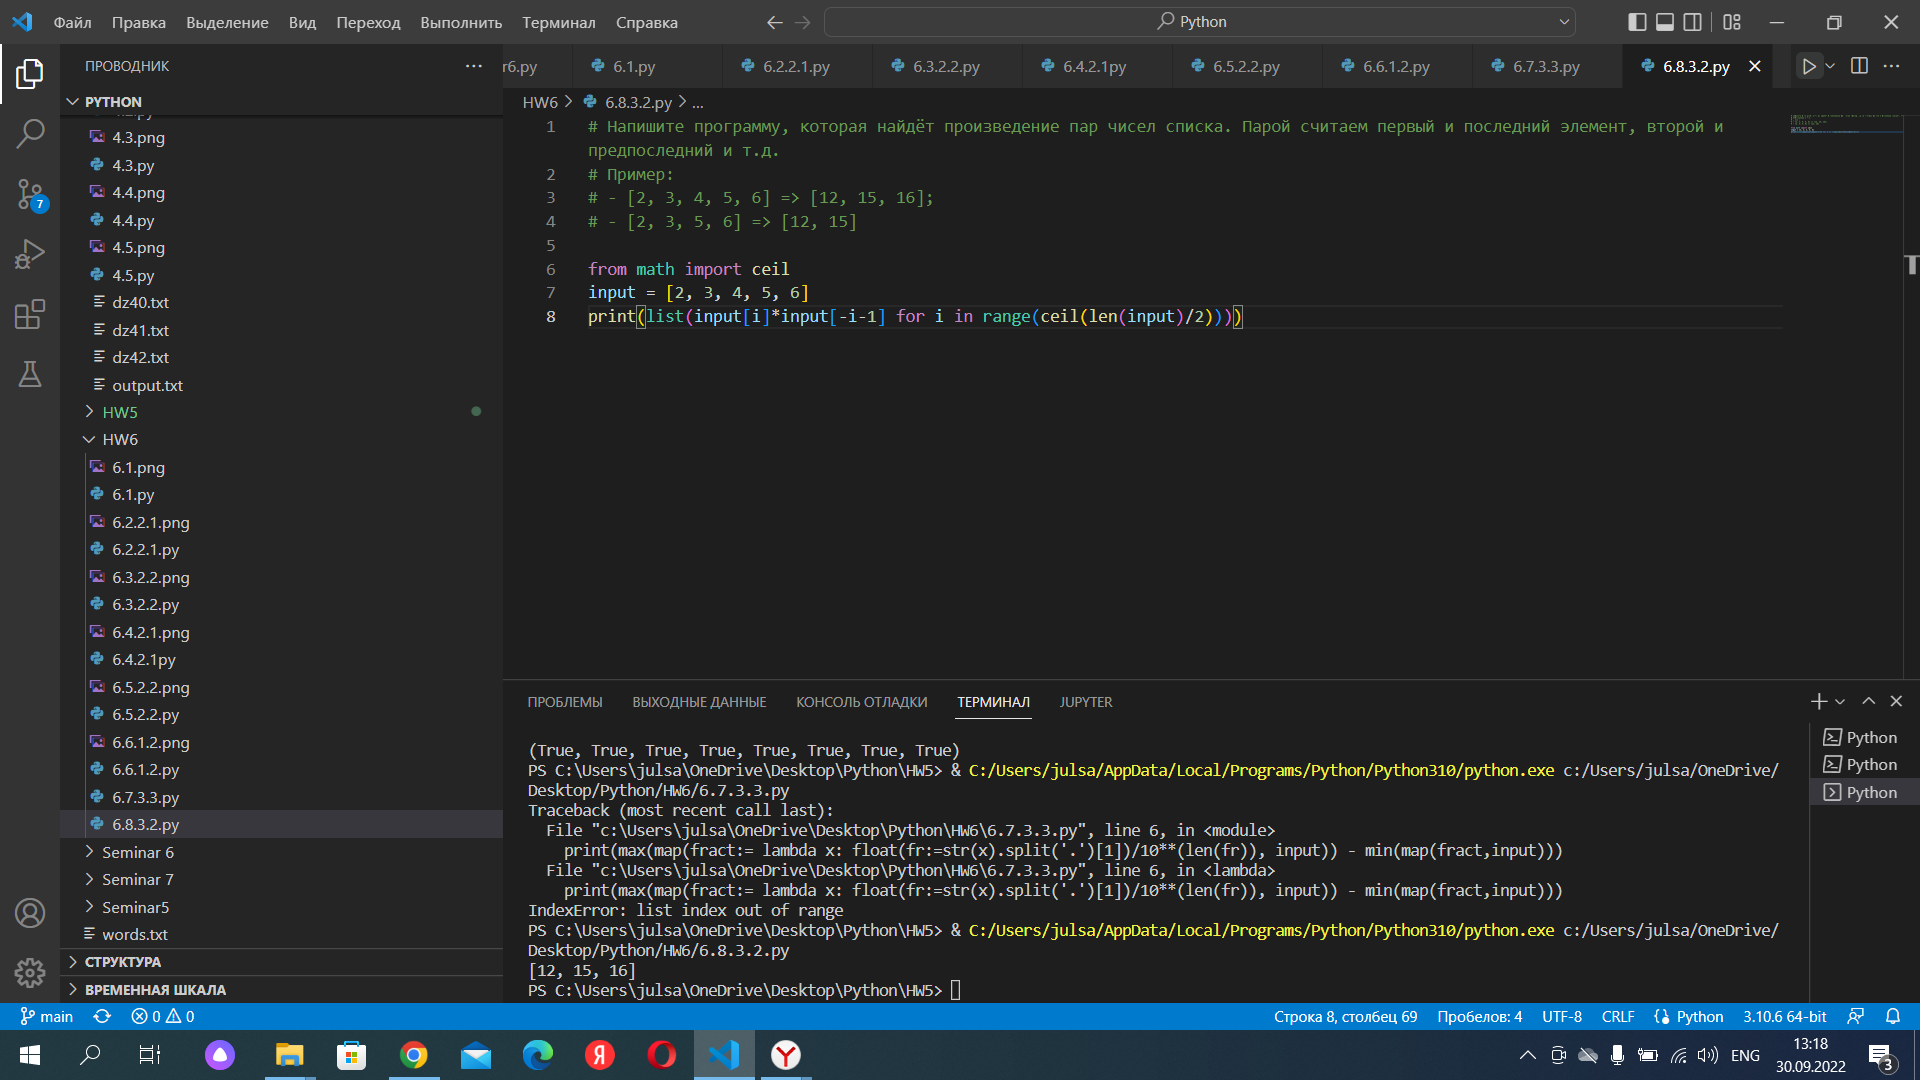 Файл Правка Выделение Вид Переход Выполнить Терминал Справка
Python
ПРОВОДНИК
r6.py 6.1.py 6.2.2.1.py 6.3.2.2.py 6.4.2.1py 6.5.2.2.py 6.6.1.2.py 6.7.3.3.py 6.8.3.2.py
PYTHON
4.3.png
4.3.py
4.4.png
4.4.py
4.5.png
4.5.py
dz40.txt
dz41.txt
dz42.txt
output.txt
HW5
HW6
6.1.png
6.1.py
6.2.2.1.png
6.2.2.1.py
6.3.2.2.png
6.3.2.2.py
6.4.2.1.png
6.4.2.1py
6.5.2.2.png
6.5.2.2.py
6.6.1.2.png
6.6.1.2.py
6.7.3.3.py
6.8.3.2.py
Seminar 6
Seminar 7
Seminar5
words.txt
СТРУКТУРА
ВРЕМЕННАЯ ШКАЛА
7
HW6 > 6.8.3.2.py > ...
1 # Напишите программу, которая найдёт произведение пар чисел списка. Парой считаем первый и последний элемент, второй и
предпоследний и т.д.
2 # Пример:
3 # - [2, 3, 4, 5, 6] => [12, 15, 16];
4 # - [2, 3, 5, 6] => [12, 15]
5
6 from math import ceil
7 input = [2, 3, 4, 5, 6]
8 print(list(input[i]*input[-i-1] for i in range(ceil(len(input)/2))))
ПРОБЛЕМЫ ВЫХОДНЫЕ ДАННЫЕ КОНСОЛЬ ОТЛАДКИ ТЕРМИНАЛ JUPYTER
(True, True, True, True, True, True, True, True)
PS C:\Users\julsa\OneDrive\Desktop\Python\HW5> & C:/Users/julsa/AppData/Local/Programs/Python/Python310/python.exe c:/Users/julsa/OneDrive/
Desktop/Python/HW6/6.7.3.3.py
Traceback (most recent call last):
File "c:\Users\julsa\OneDrive\Desktop\Python\HW6\6.7.3.3.py", line 6, in <module>
print(max(map(fract:= lambda x: float(fr:=str(x).split('.')[1])/10**(len(fr)), input)) - min(map(fract,input)))
File "c:\Users\julsa\OneDrive\Desktop\Python\HW6\6.7.3.3.py", line 6, in <lambda>
print(max(map(fract:= lambda x: float(fr:=str(x).split('.')[1])/10**(len(fr)), input)) - min(map(fract,input)))
IndexError: list index out of range
PS C:\Users\julsa\OneDrive\Desktop\Python\HW5> & C:/Users/julsa/AppData/Local/Programs/Python/Python310/python.exe c:/Users/julsa/OneDrive/
Desktop/Python/HW6/6.8.3.2.py
[12, 15, 16]
PS C:\Users\julsa\OneDrive\Desktop\Python\HW5>
Python
Python
Python
main 0 0 Строка 8, столбец 69 Пробелов: 4 UTF-8 CRLF Python 3.10.6 64-bit
ENG
13:18
30.09.2022
3